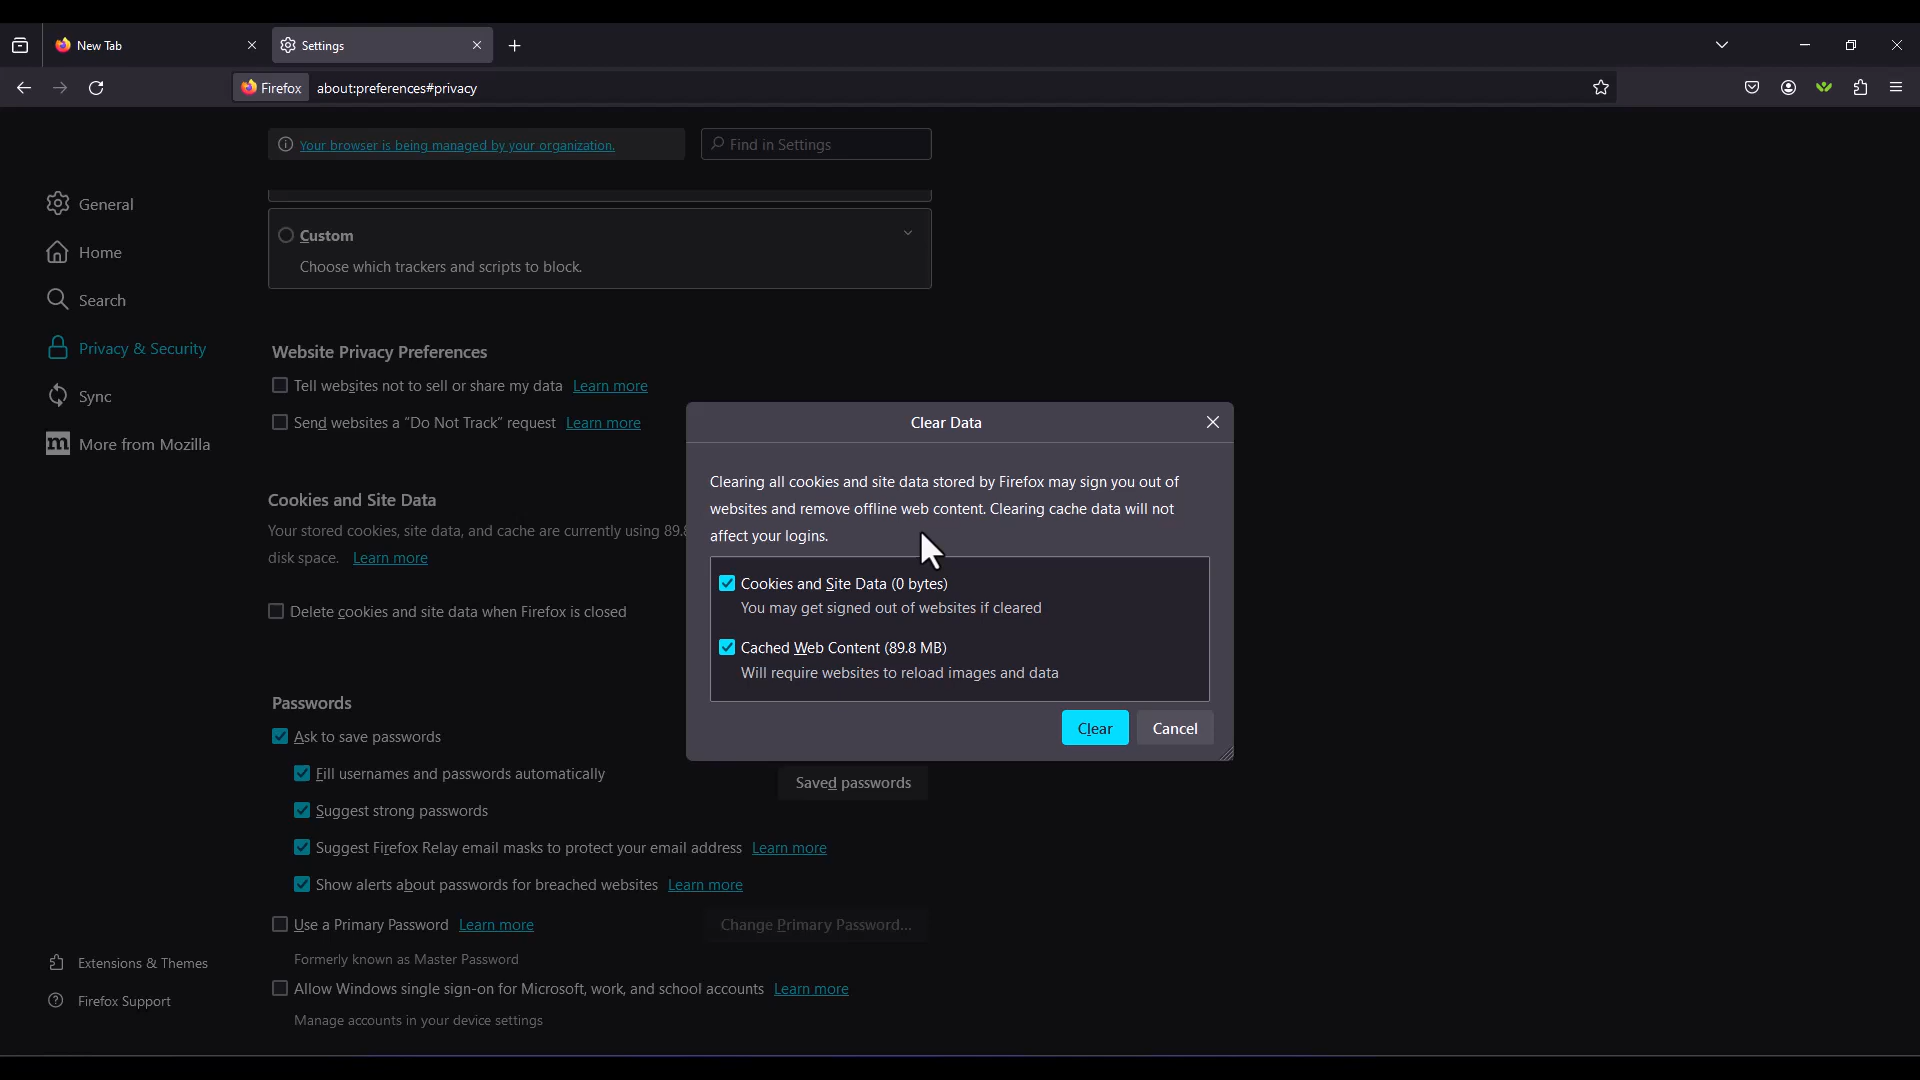 New Tab
Settings
Firefox
about:preferences#privacy
Your browser is being managed by your organization.
Find in Settings
General
Home
Search
Privacy & Security
Sync
More from Mozilla
Extensions & Themes
Firefox Support
Custom
Choose which trackers and scripts to block.
Website Privacy Preferences
Tell websites not to sell or share my data Learn more
Send websites a "Do Not Track" request Learn more
Cookies and Site Data
Your stored cookies, site data, and cache are currently using 89.8
disk space. Learn more
Delete cookies and site data when Firefox is closed
Passwords
Ask to save passwords
Fill usernames and passwords automatically
Saved passwords
Suggest strong passwords
Suggest Firefox Relay email masks to protect your email address Learn more
Show alerts about passwords for breached websites Learn more
Use a Primary Password Learn more
Change Primary Password...
Formerly known as Master Password
Allow Windows single sign-on for Microsoft, work, and school accounts Learn more
Manage accounts in your device settings
Clear Data
Clearing all cookies and site data stored by Firefox may sign you out of
websites and remove offline web content. Clearing cache data will not
affect your logins.
Cookies and Site Data (0 bytes)
You may get signed out of websites if cleared
Cached Web Content (89.8 MB)
Will require websites to reload images and data
Clear
Cancel